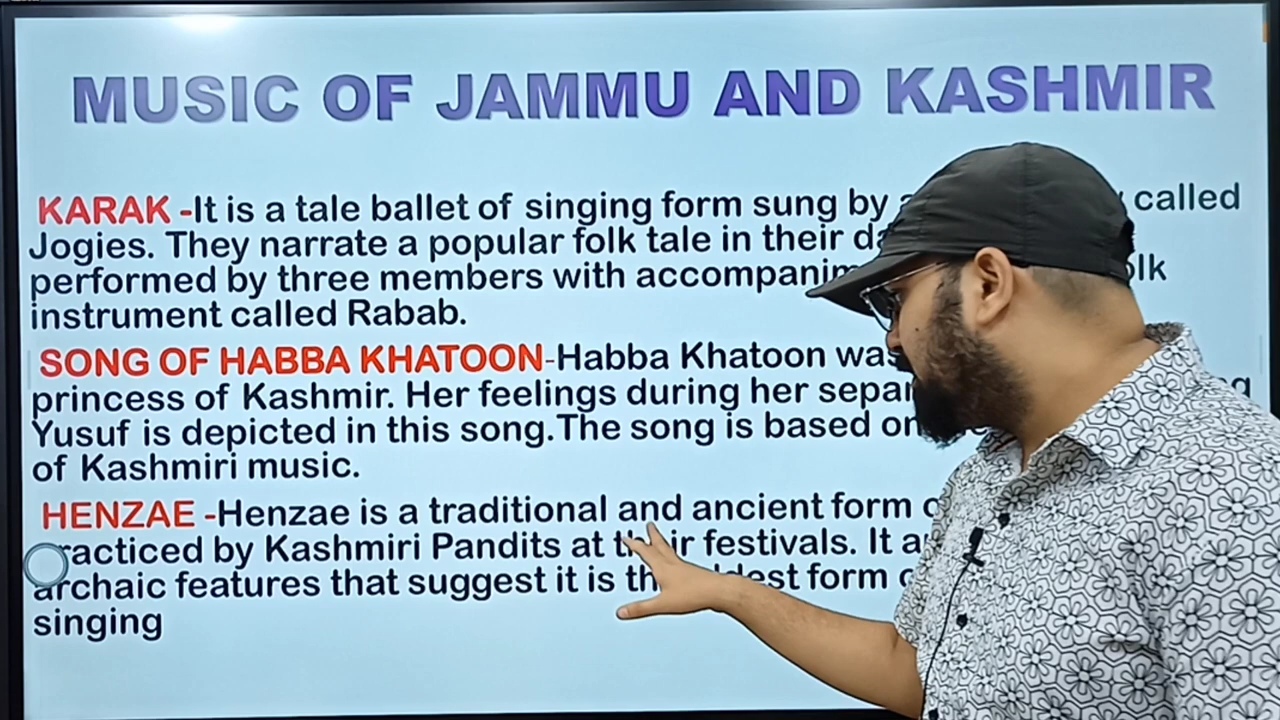 MUSIC OF JAMMU AND KASHMIR
KARAK -It is a tale ballet of singing form sung by called
Jogies. They narrate a popular folk tale in their
performed by three members with
instrument called Rabab.
SONG OF HABBA KHATOON-Habba Khatoon was
princess of Kashmir. Her feelings during her
Yusuf is depicted in this song.The song is based on
of Kashmiri music.
HENZAE -Henzae is a traditional and ancient form
by Kashmiri Pandits at festivals. It
archaic features that suggest it is form
singing